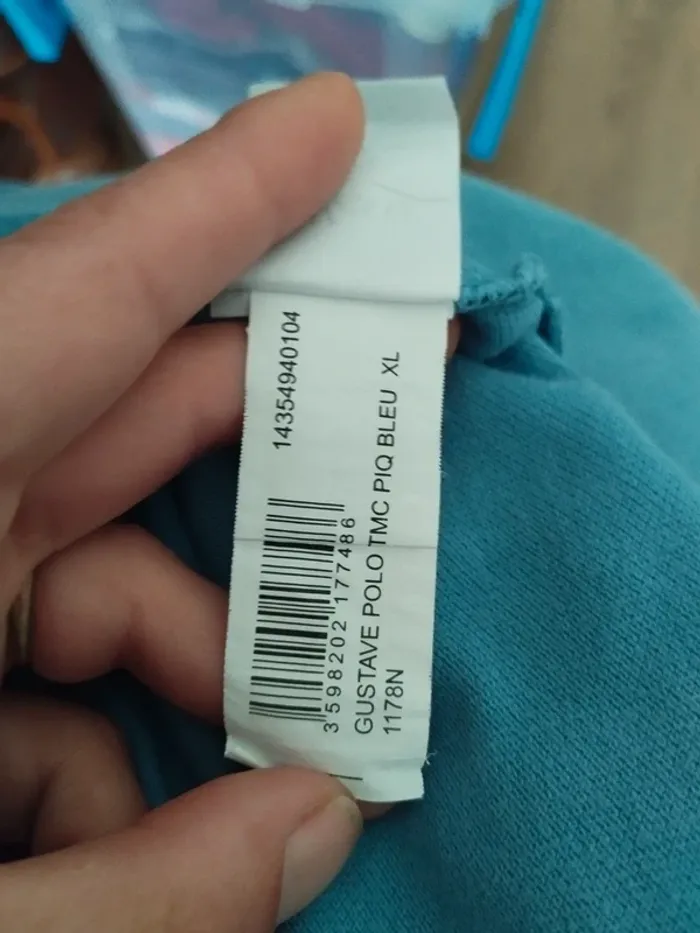 14354940104
3 598202 177486
GUSTAVE POLO TMC PIQ BLEU XL
1178N